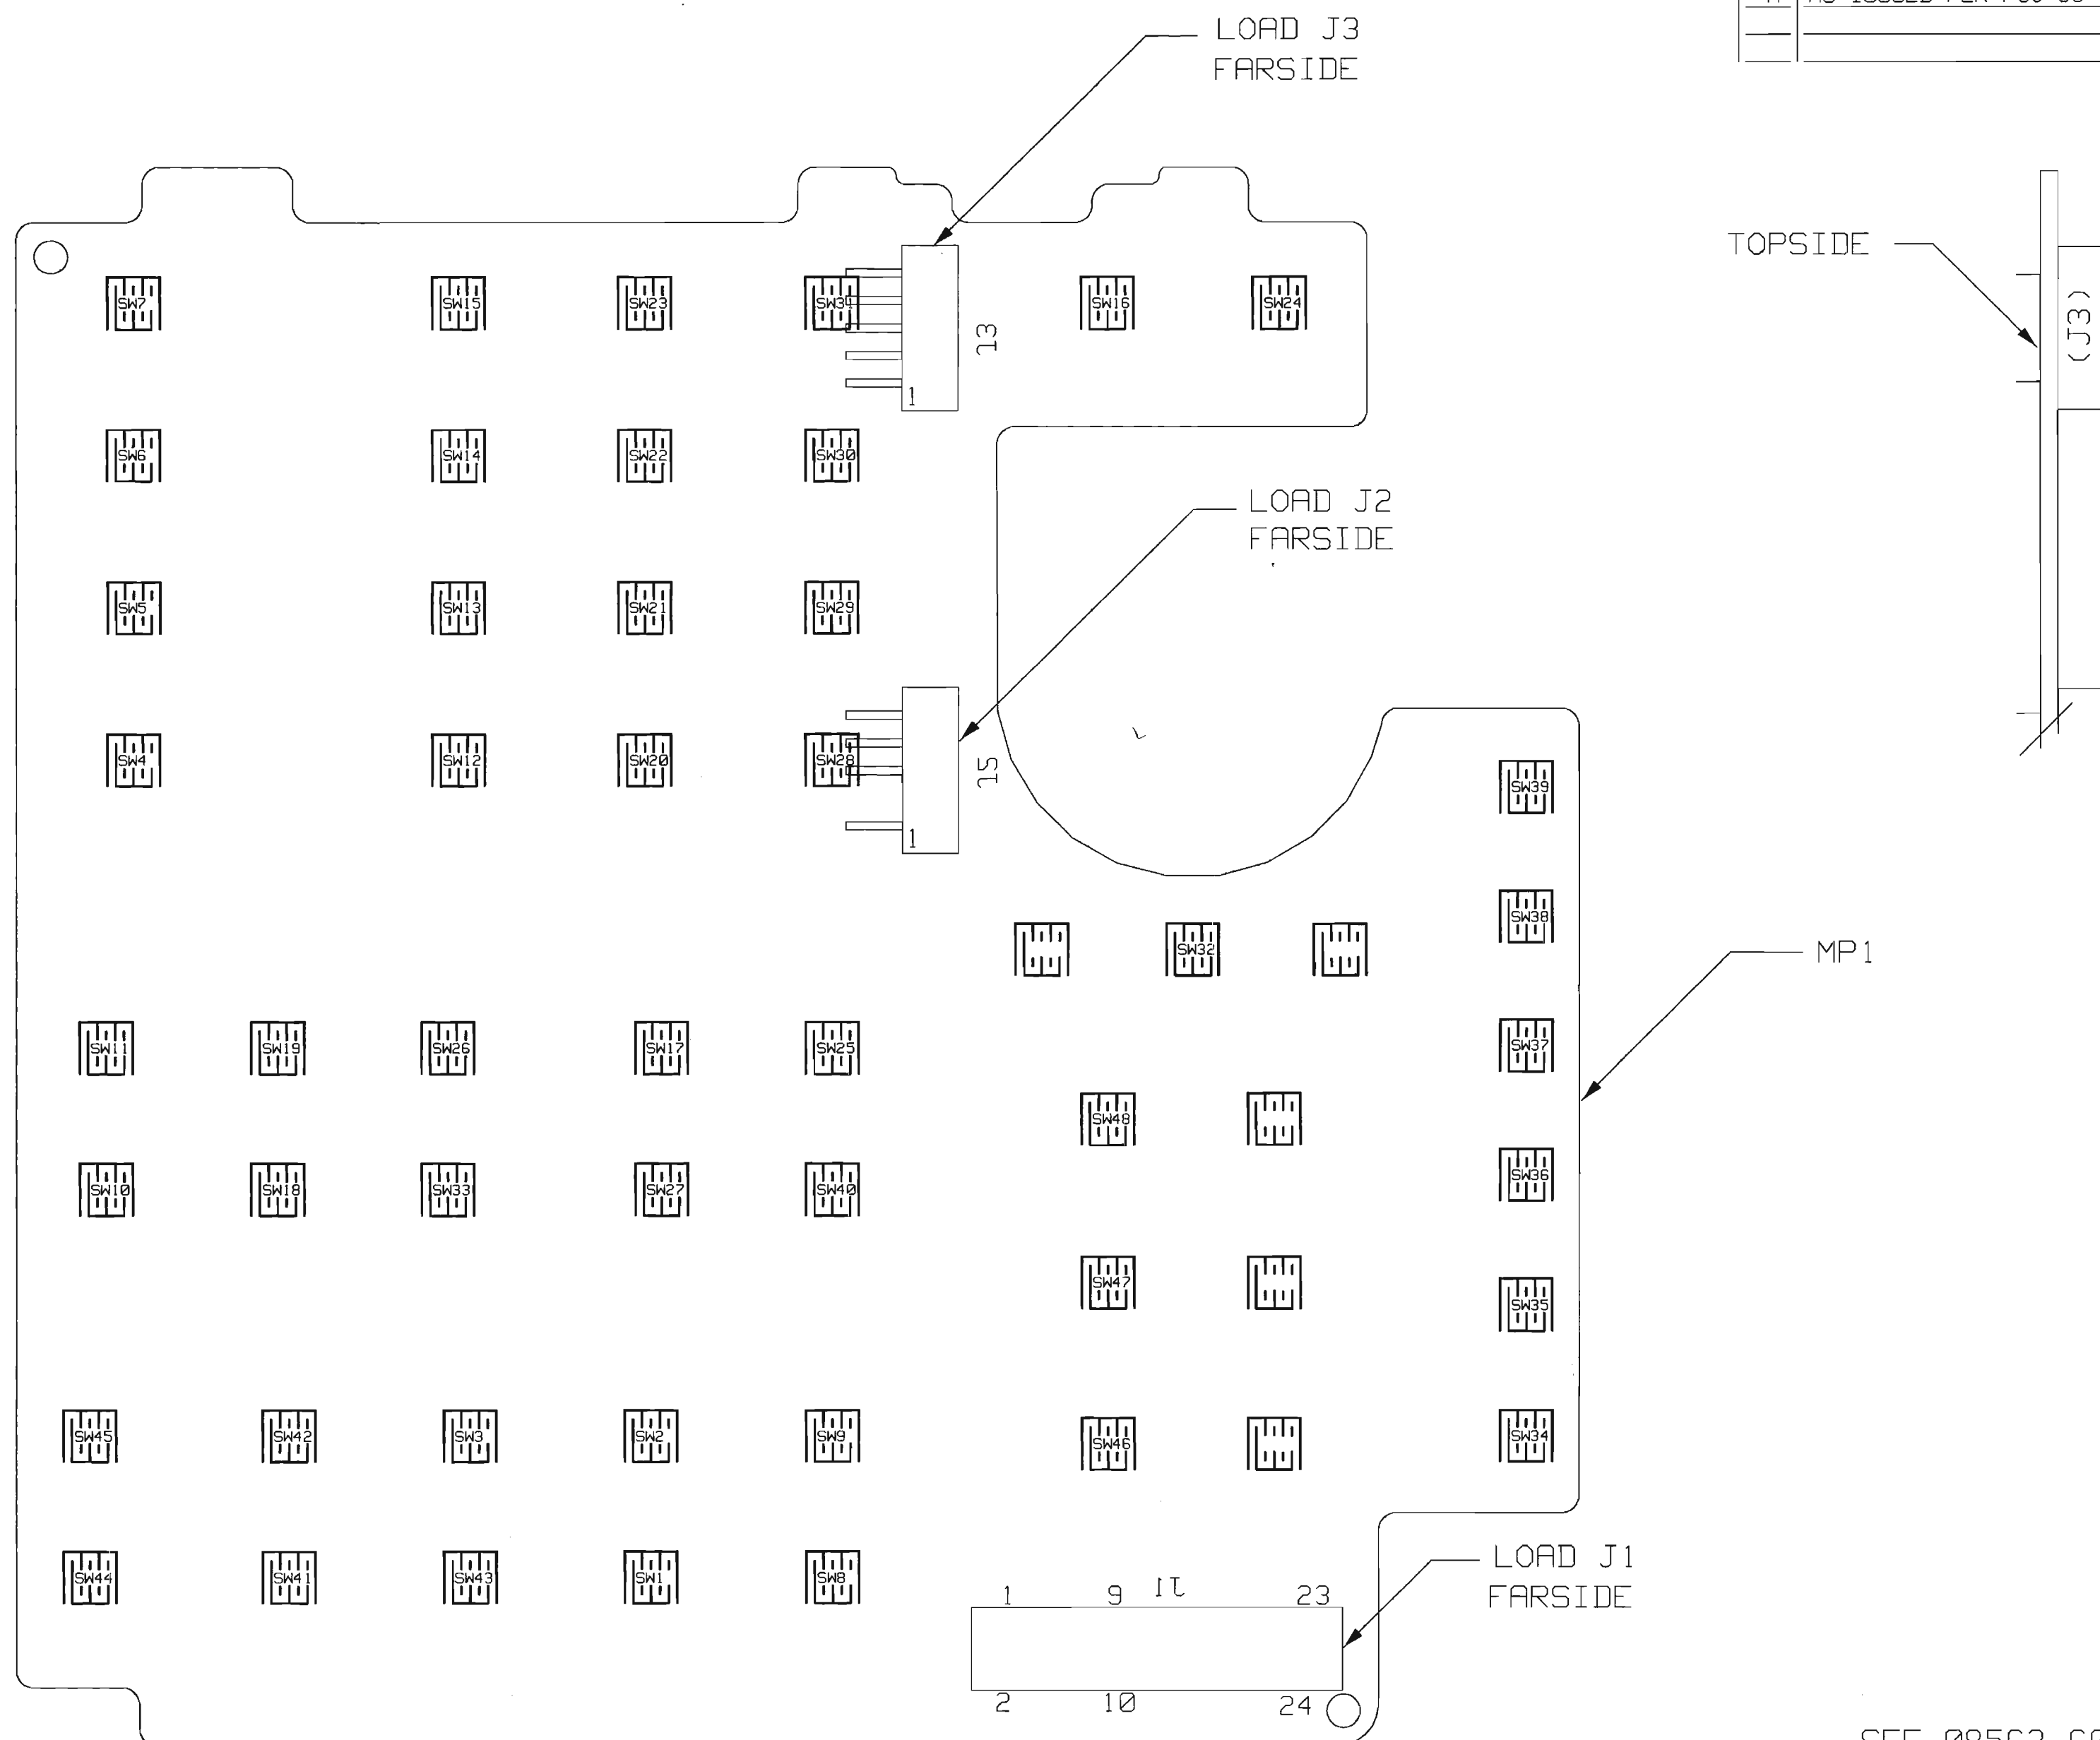 LOAD J3
FARSIDE
TOPSIDE
(J3)
SW7 SW15 SW23 SW31 SW16 SW24
J3
1
SW6 SW14 SW22 SW30
LOAD J2
FARSIDE
SW5 SW13 SW21 SW29
SW4 SW12 SW20 SW28
J2
1
SW39
SW38
SW32
MP1
SW11 SW19 SW26 SW17 SW25
SW37
SW48
SW10 SW18 SW33 SW27 SW40
SW36
SW47
SW35
SW45 SW42 SW3 SW2 SW9
SW46
SW34
SW44 SW41 SW43 SW1 SW8
LOAD J1
FARSIDE
1 9 J1 23
2 10 24